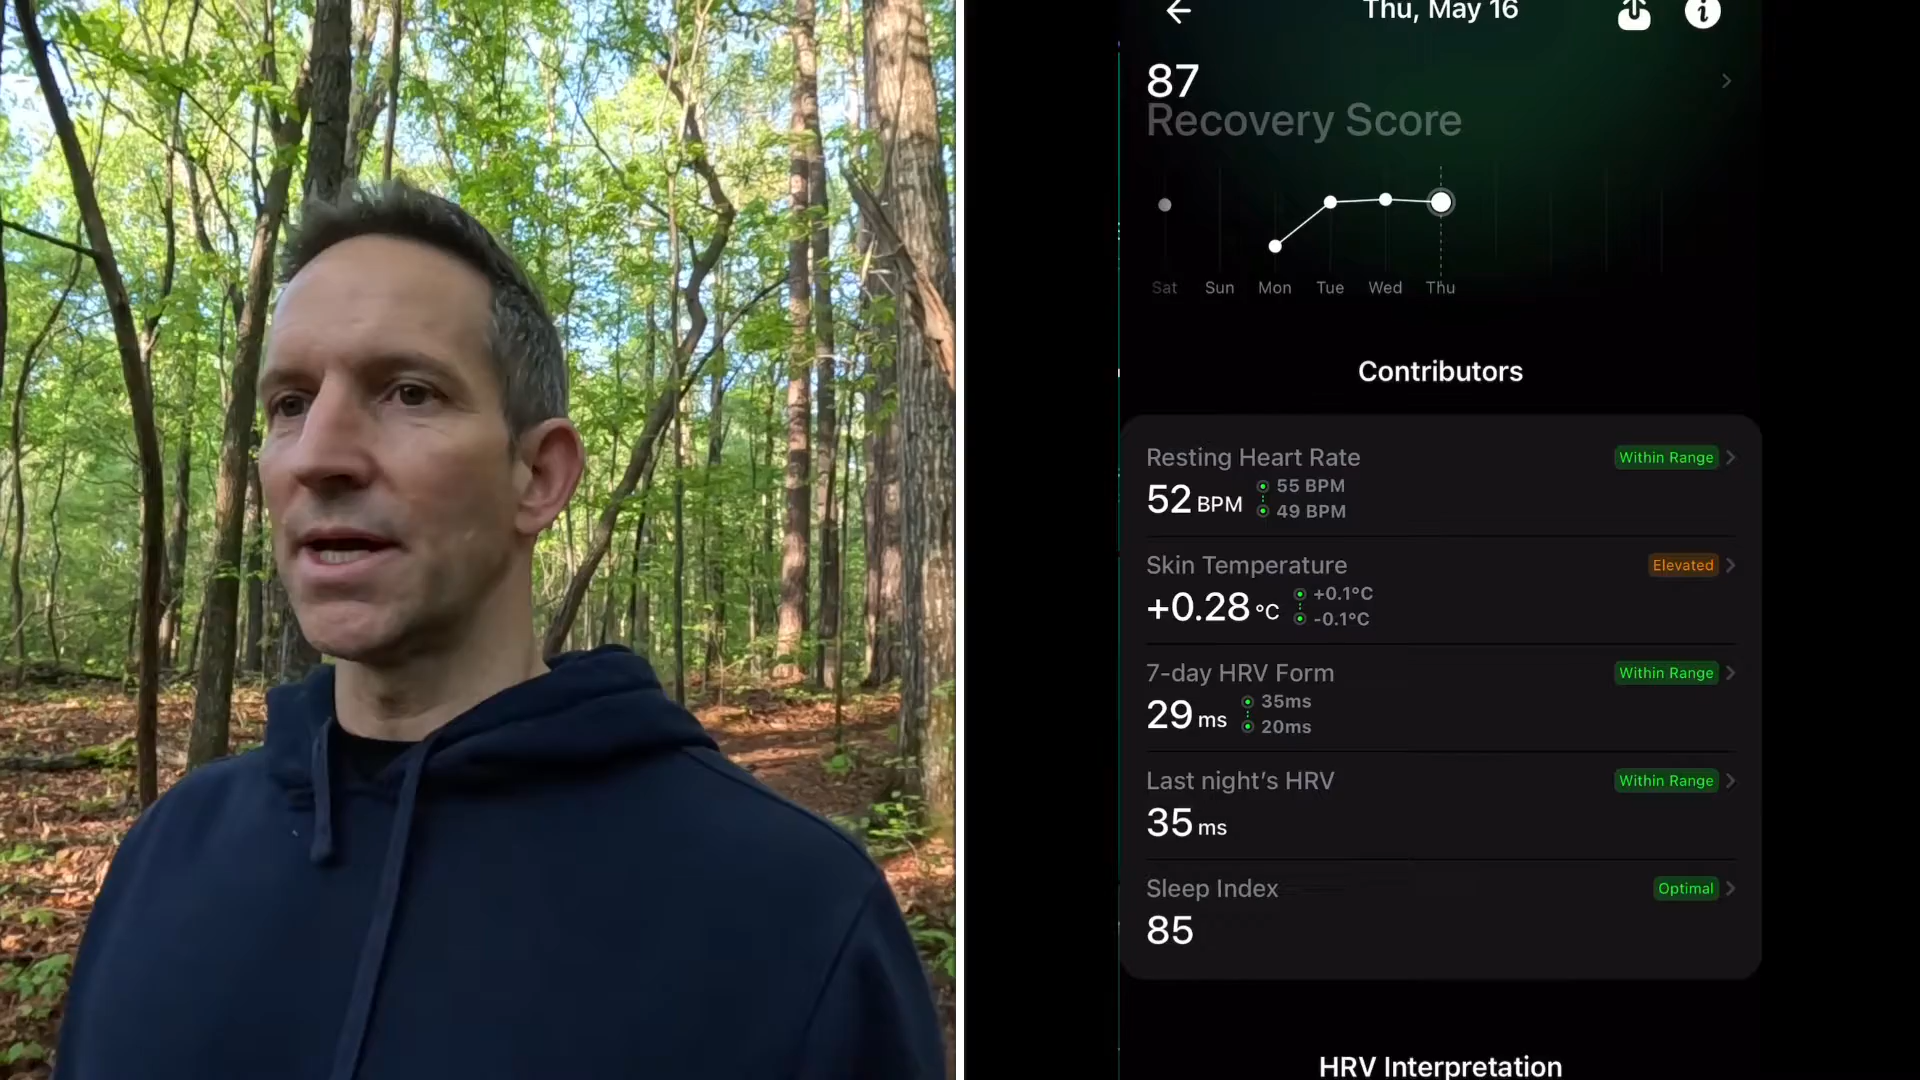 Thu, May 16
87
Recovery Score
Sat Sun Mon Tue Wed Thu
Contributors
Resting Heart Rate
Within Range
52 BPM
55 BPM
49 BPM
Skin Temperature
Elevated
+0.28 °C
+0.1°C
-0.1°C
7-day HRV Form
Within Range
29 ms
35ms
20ms
Last night's HRV
Within Range
35 ms
Sleep Index
Optimal
85
HRV Interpretation